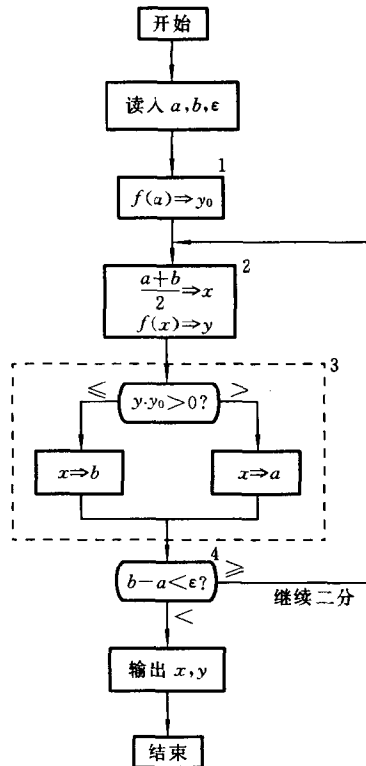 开始
读入 a,b,ε
1
f(a)⇒y₀
2
a+b/2⇒x
f(x)⇒y
3
≤ y·y₀>0? >
x⇒b
x⇒a
4
b-a<ε? ≥
继续二分
<
输出 x,y
结束